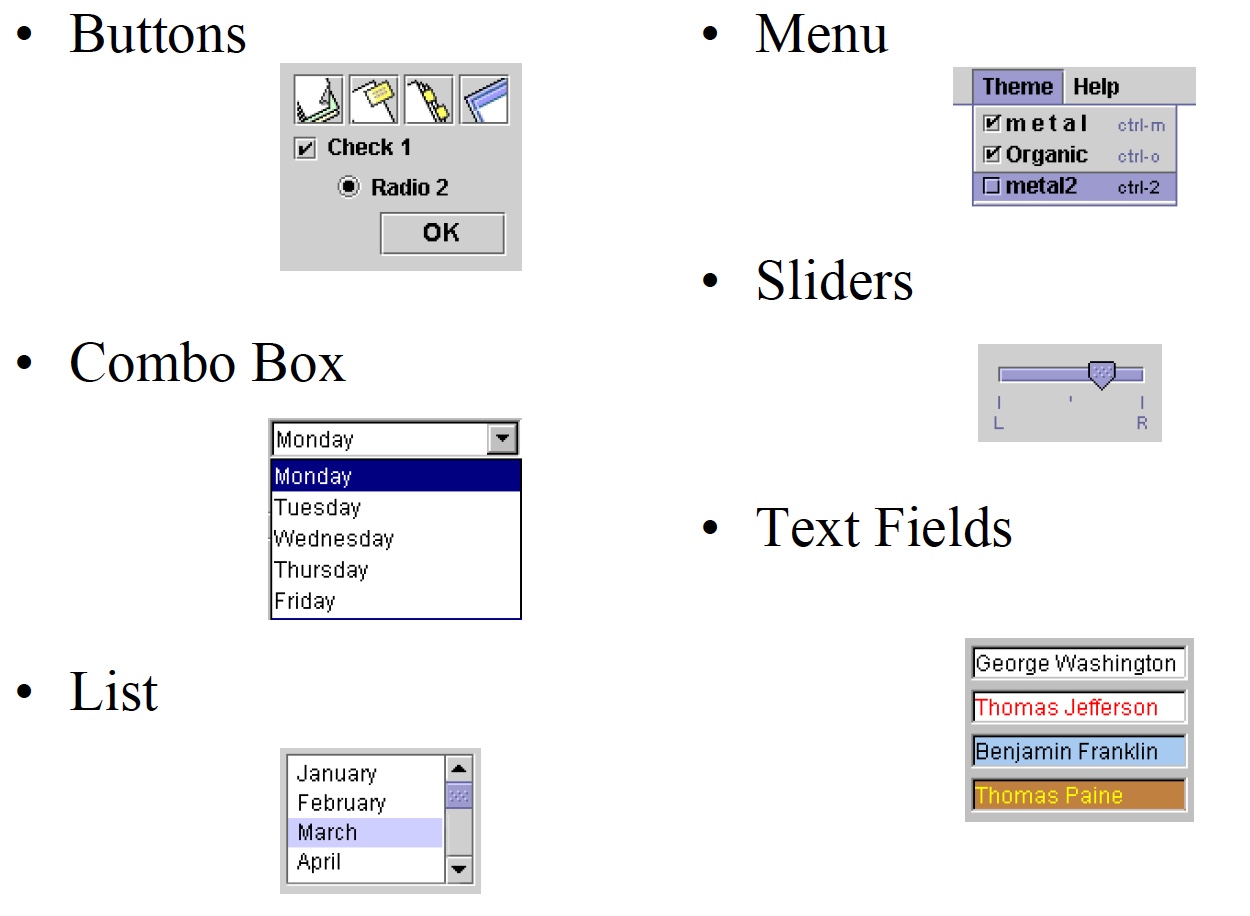 • Buttons
Check 1
Radio 2
OK
• Combo Box
Monday
Monday
Tuesday
Wednesday
Thursday
Friday
• List
January
February
March
April
• Menu
Theme Help
metal ctrl-m
Organic ctrl-o
metal2 ctrl-2
• Sliders
L R
• Text Fields
George Washington
Thomas Jefferson
Benjamin Franklin
Thomas Paine